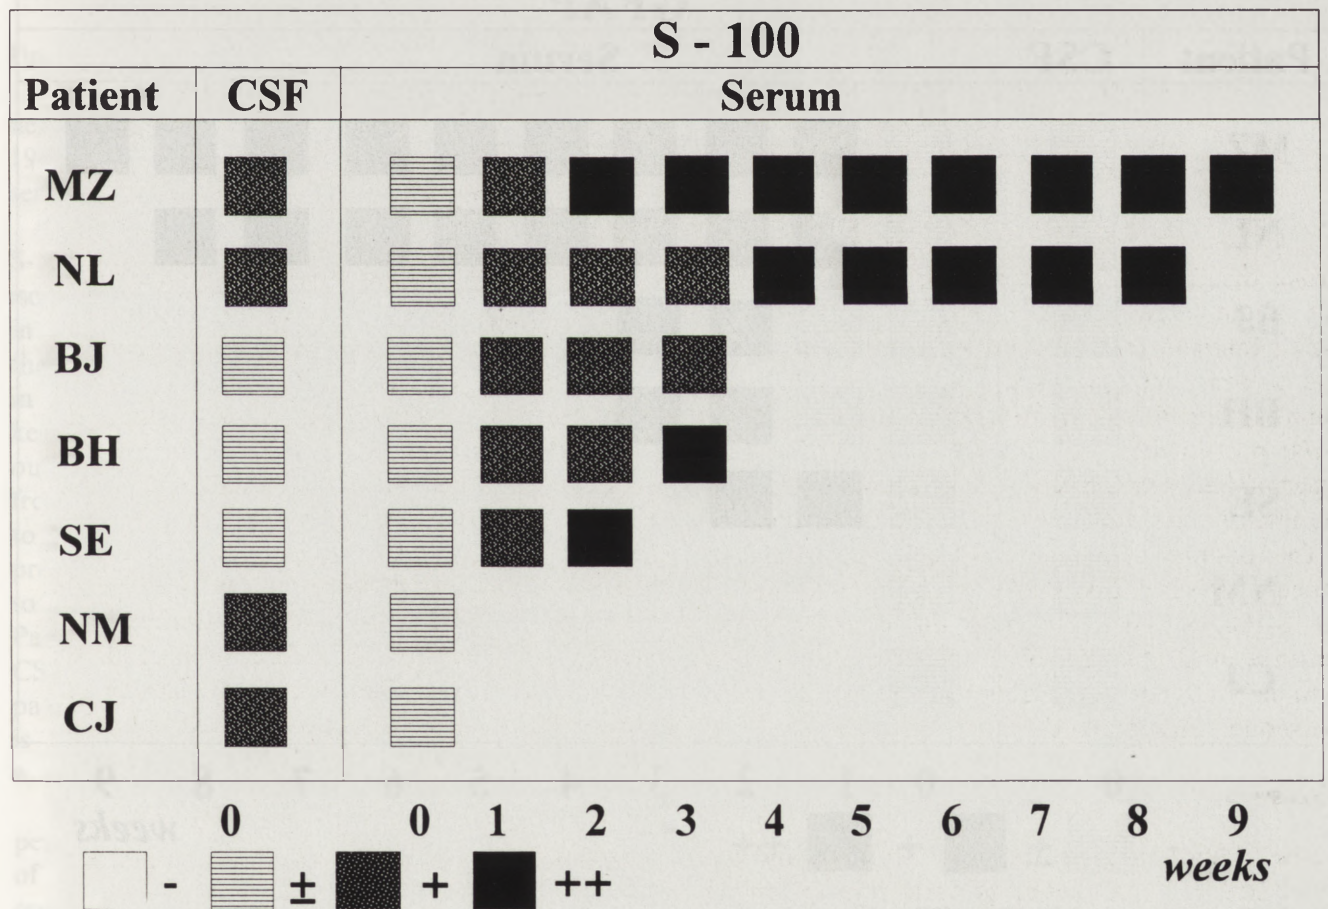 S - 100
Patient CSF Serum
MZ
NL
BJ
BH
SE
NM
CJ
0 0 1 2 3 4 5 6 7 8 9
weeks
- ± + ++